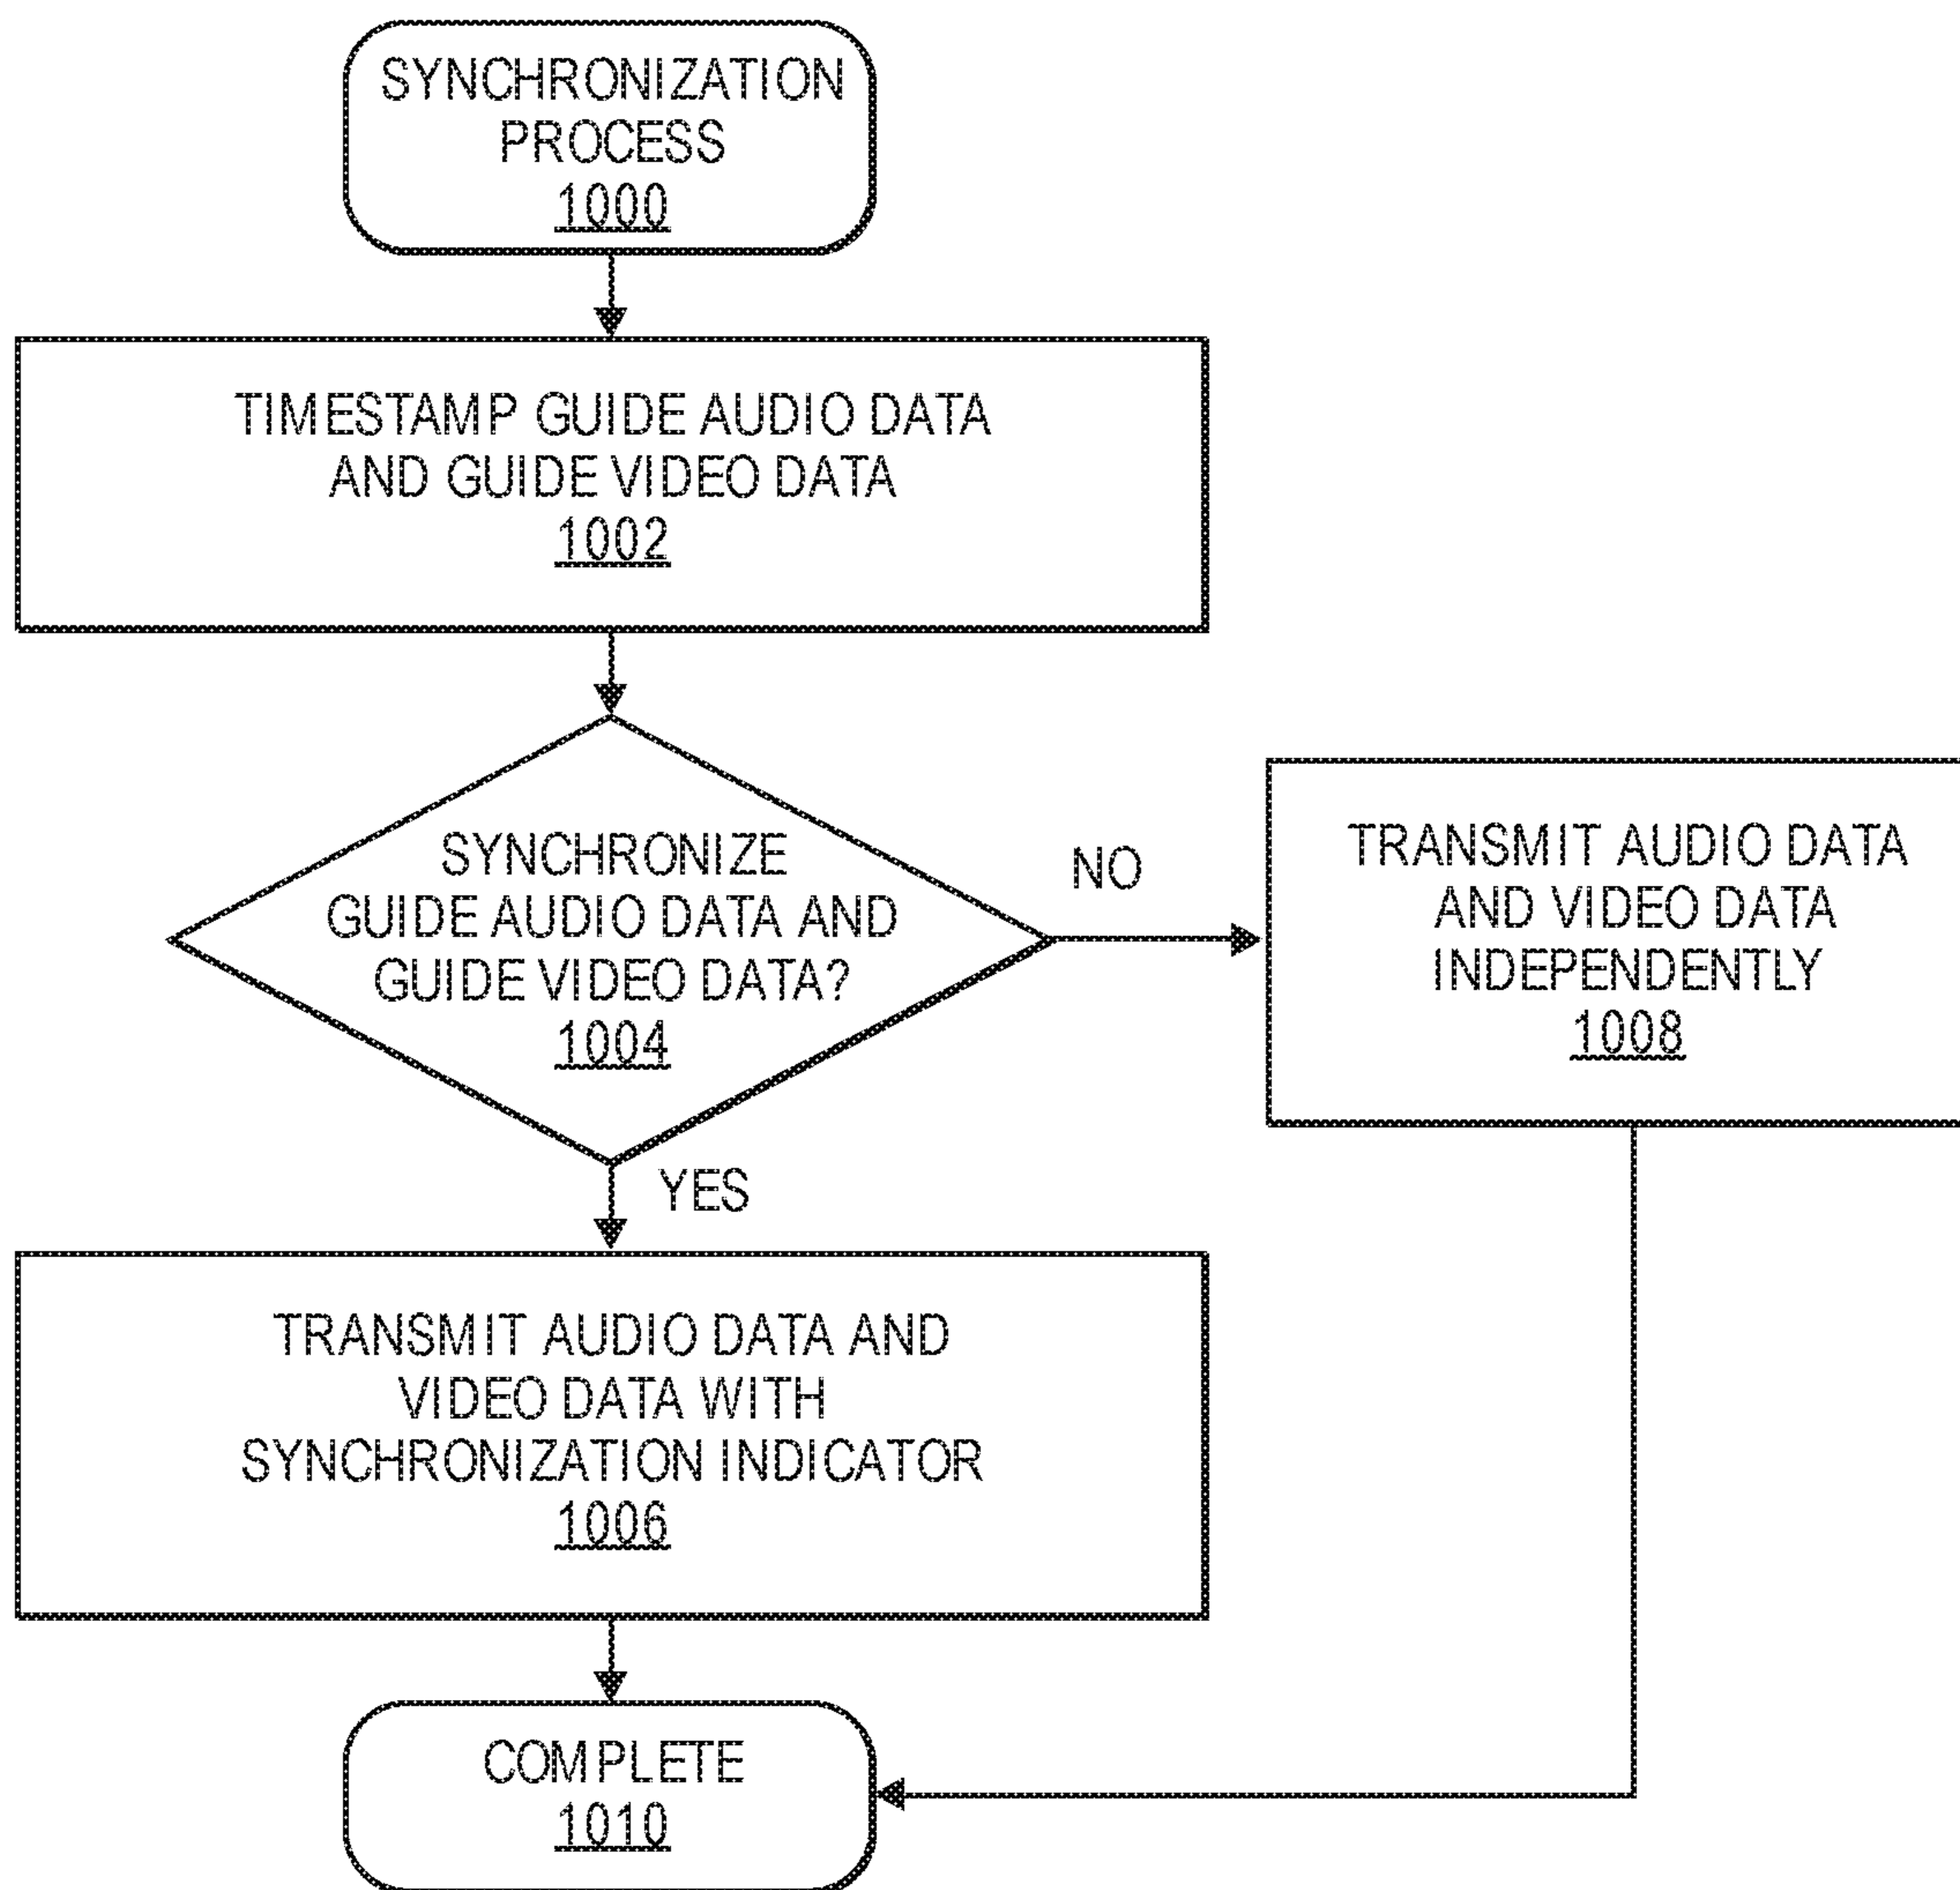 SYNCHRONIZATION
PROCESS
1000
TIMESTAMP GUIDE AUDIO DATA
AND GUIDE VIDEO DATA
1002
SYNCHRONIZE
GUIDE AUDIO DATA AND
GUIDE VIDEO DATA?
1004
NO
TRANSMIT AUDIO DATA
AND VIDEO DATA
INDEPENDENTLY
1008
YES
TRANSMIT AUDIO DATA AND
VIDEO DATA WITH
SYNCHRONIZATION INDICATOR
1006
COMPLETE
1010